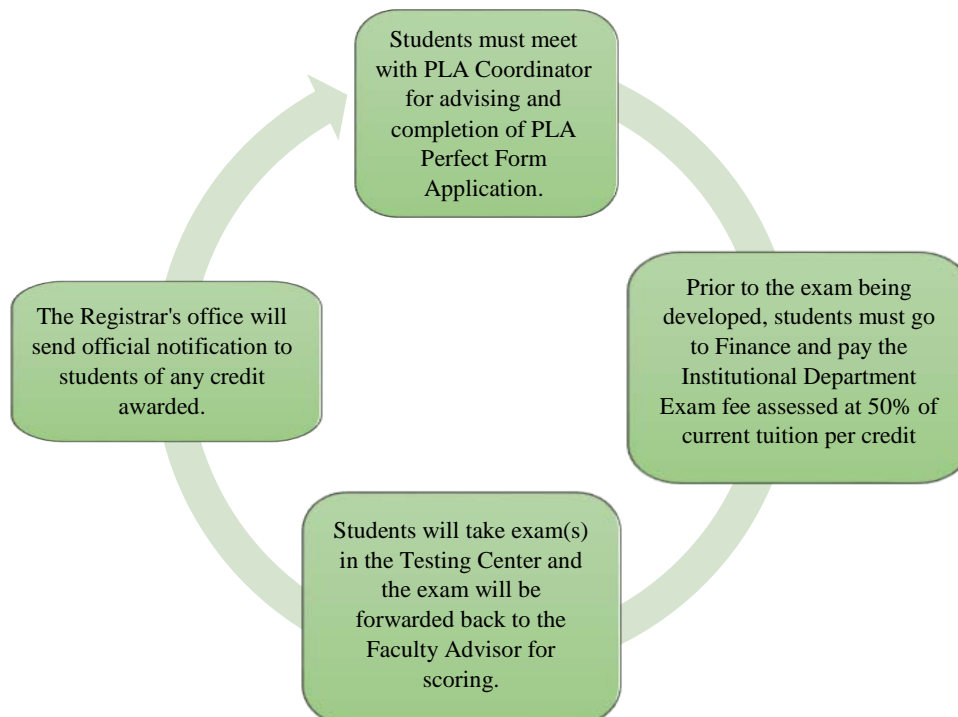 Students must meet
with PLA Coordinator
for advising and
completion of PLA
Perfect Form
Application.
Prior to the exam being
developed, students must go
to Finance and pay the
Institutional Department
Exam fee assessed at 50% of
current tuition per credit
Students will take exam(s)
in the Testing Center and
the exam will be
forwarded back to the
Faculty Advisor for
scoring.
The Registrar's office will
send official notification to
students of any credit
awarded.